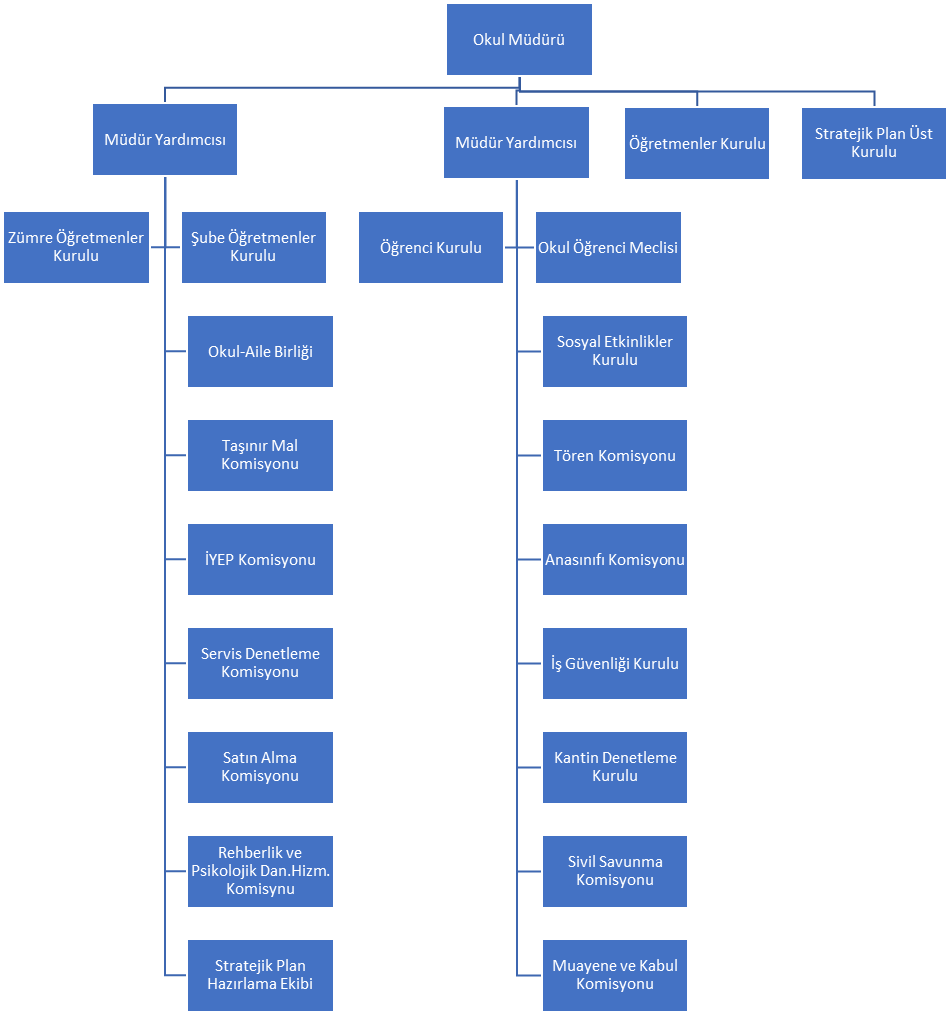 Okul Müdürü
Müdür Yardımcısı
Müdür Yardımcısı
Öğretmenler Kurulu
Stratejik Plan Üst
Kurulu
Zümre Öğretmenler
Kurulu
Şube Öğretmenler
Kurulu
Okul-Aile Birliği
Taşınır Mal
Komisyonu
İYEP Komisyonu
Servis Denetleme
Komisyonu
Satın Alma
Komisyonu
Rehberlik ve
Psikolojik Dan.Hizm.
Komisynu
Stratejik Plan
Hazırlama Ekibi
Öğrenci Kurulu
Okul Öğrenci Meclisi
Sosyal Etkinlikler
Kurulu
Tören Komisyonu
Anasınıfı Komisyonu
İş Güvenliği Kurulu
Kantin Denetleme
Kurulu
Sivil Savunma
Komisyonu
Muayene ve Kabul
Komisyonu